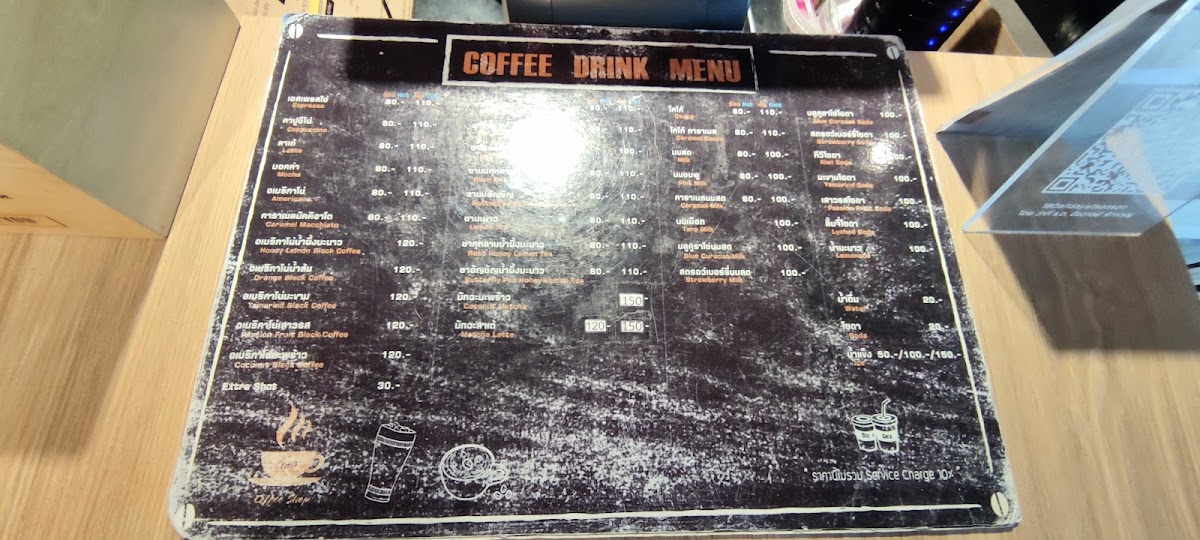 COFFEE DRINK MENU
เอสเพรสโซ่ 80.- 110.-
Espresso
คาปูชิโน่ 80.- 110.-
Cappuccino
ลาเต้ 80.- 110.-
Latte
มอคค่า 80.- 110.-
Mocha
อเมริกาโน่ 80.- 110.-
Americano
คาราเมลมัคคิอาโต 80.- 110.-
Caramel Macchiato
อเมริกาโน่น้ำผึ้งมะนาว 120.-
Honey Lemon Black Coffee
อเมริกาโน่น้ำส้ม 120.-
Orange Black Coffee
อเมริกาโน่มะขาม 120.-
Tamarind Black Coffee
อเมริกาโน่เสาวรส 120.-
Passion Fruit Black Coffee
อเมริกาโน่มะพร้าว 120.-
Coconut Black Coffee
Extra Shot 30.-
80.- 110.-
110.-
100.-
110.-
ชาอัญชัน 80.- 110.-
ชามะนาว 80.- 110.-
Lemon Tea
ชากุหลาบน้ำผึ้งมะนาว 80.- 110.-
Rose Honey Lemon Tea
ชาอัญชันน้ำผึ้งมะนาว 80.- 110.-
Butterfly Pea Honey Lemon Tea
มัทฉะมะพร้าว 150.-
Coconut Matcha
มัทฉะลาเต้ 120.- 150.-
Matcha Latte
โกโก้ 80.- 110.-
Cocoa
โกโก้ คาราเมล 80.- 110.-
Caramel Cocoa
นมสด 80.- 100.-
Milk
นมชมพู 80.- 100.-
Pink Milk
คาราเมลนมสด 80.- 100.-
Caramel Milk
นมเผือก 100.-
Taro Milk
บลูคูราโซ่นมสด 100.-
Blue Curacao Milk
สตรอว์เบอร์รี่นมสด 100.-
Strawberry Milk
บลูคูราโซ่โซดา 100.-
Blue Curacao Soda
สตรอว์เบอร์รี่โซดา 100.-
Strawberry Soda
กีวีโซดา 100.-
Kiwi Soda
มะขามโซดา 100.-
Tamarind Soda
เสาวรสโซดา 100.-
Passion Fruit Soda
ลิ้นจี่โซดา 100.-
Lychee Soda
น้ำมะนาว 100.-
Lemonade
น้ำดื่ม 20.-
Water
โซดา 20.-
Soda
น้ำแข็ง 50.-/100.-/150.-
Ice
Coffee Shop
ราคานี้ไม่รวม Service Charge 10%